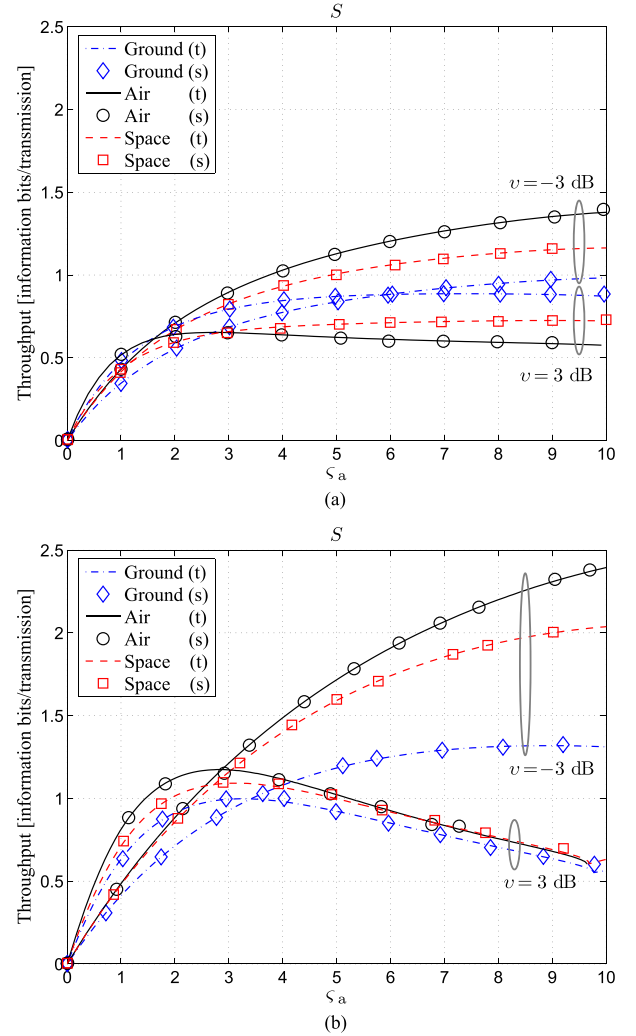 S
2.5
2
1.5
1
0.5
0
Throughput [information bits/transmission]
Ground (t)
Ground (s)
Air (t)
Air (s)
Space (t)
Space (s)
υ=−3 dB
υ=3 dB
0 1 2 3 4 5 6 7 8 9 10
ς a
(a)
S
2.5
2
1.5
1
0.5
0
Throughput [information bits/transmission]
Ground (t)
Ground (s)
Air (t)
Air (s)
Space (t)
Space (s)
υ=−3 dB
υ=3 dB
0 1 2 3 4 5 6 7 8 9 10
ς a
(b)